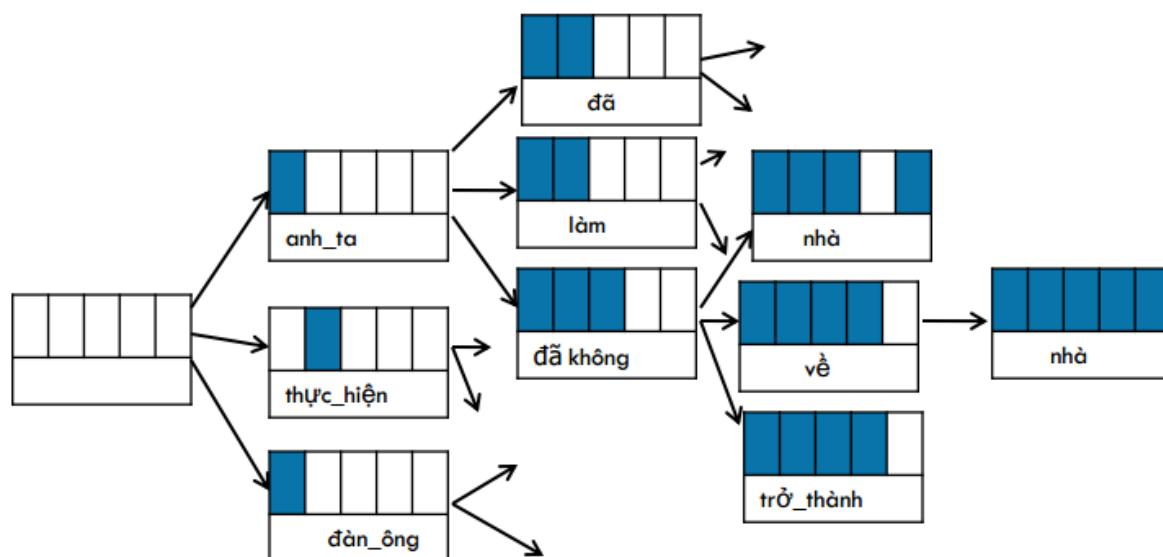 đã
anh_ta
làm
nhà
thực_hiện
đã không
về
nhà
đàn_ông
trở_thành